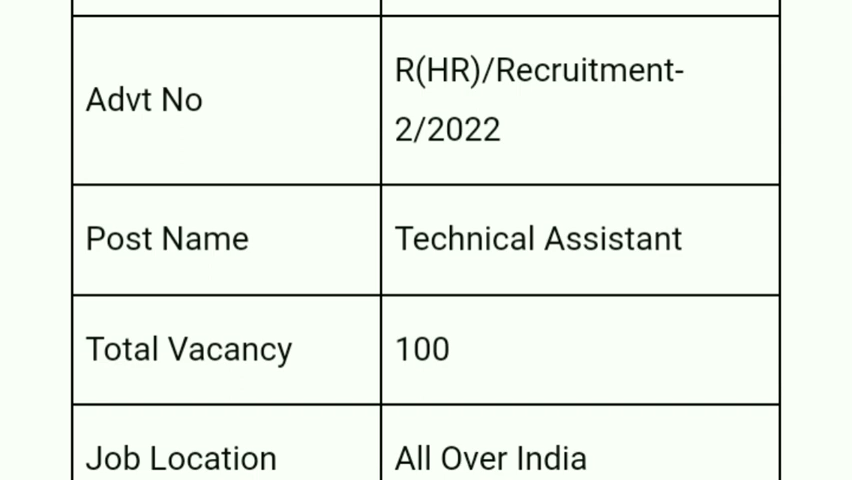 Advt No
R(HR)/Recruitment-
2/2022
Post Name
Technical Assistant
Total Vacancy
100
Job Location
All Over India